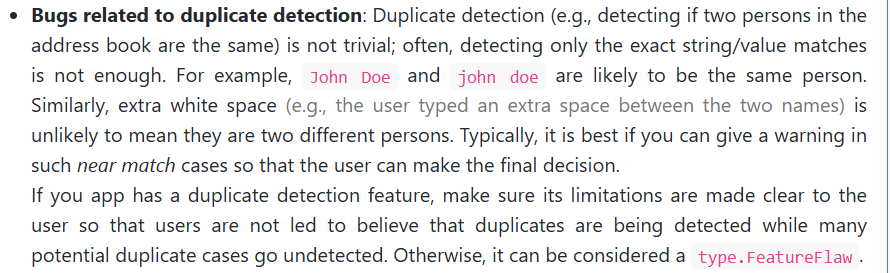 • Bugs related to duplicate detection: Duplicate detection (e.g., detecting if two persons in the
address book are the same) is not trivial; often, detecting only the exact string/value matches
is not enough. For example, John Doe and john doe are likely to be the same person.
Similarly, extra white space (e.g., the user typed an extra space between the two names) is
unlikely to mean they are two different persons. Typically, it is best if you can give a warning in
such near match cases so that the user can make the final decision.
If you app has a duplicate detection feature, make sure its limitations are made clear to the
user so that users are not led to believe that duplicates are being detected while many
potential duplicate cases go undetected. Otherwise, it can be considered a type.FeatureFlaw.